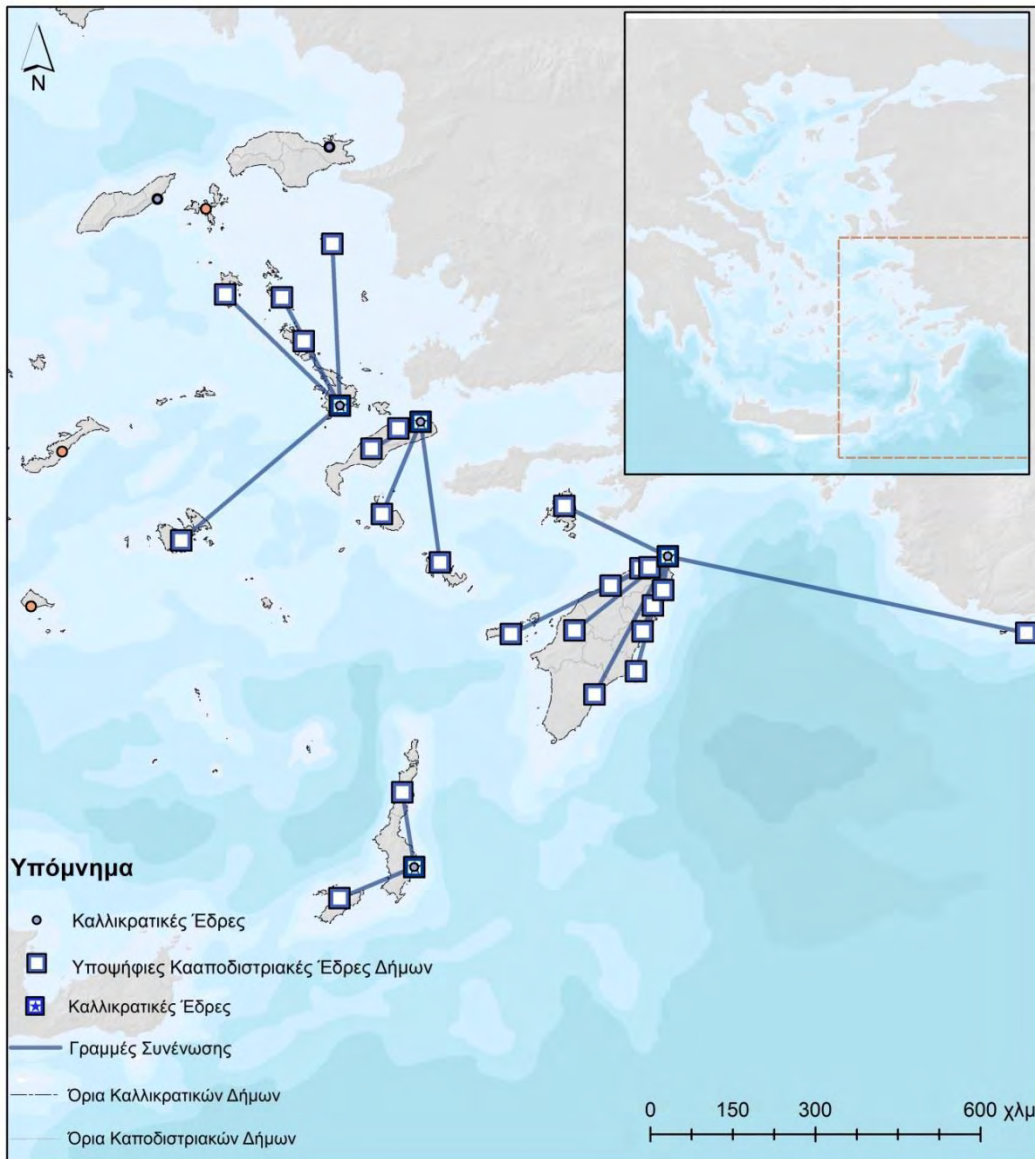 N
Υπόμνημα
Καλλικρατικές Έδρες
Υποψήφιες Κααποδιστριακές Έδρες Δήμων
Καλλικρατικές Έδρες
Γραμμές Συνένωσης
Όρια Καλλικρατικών Δήμων
Όρια Καποδιστριακών Δήμων
0 150 300 600 χλμ